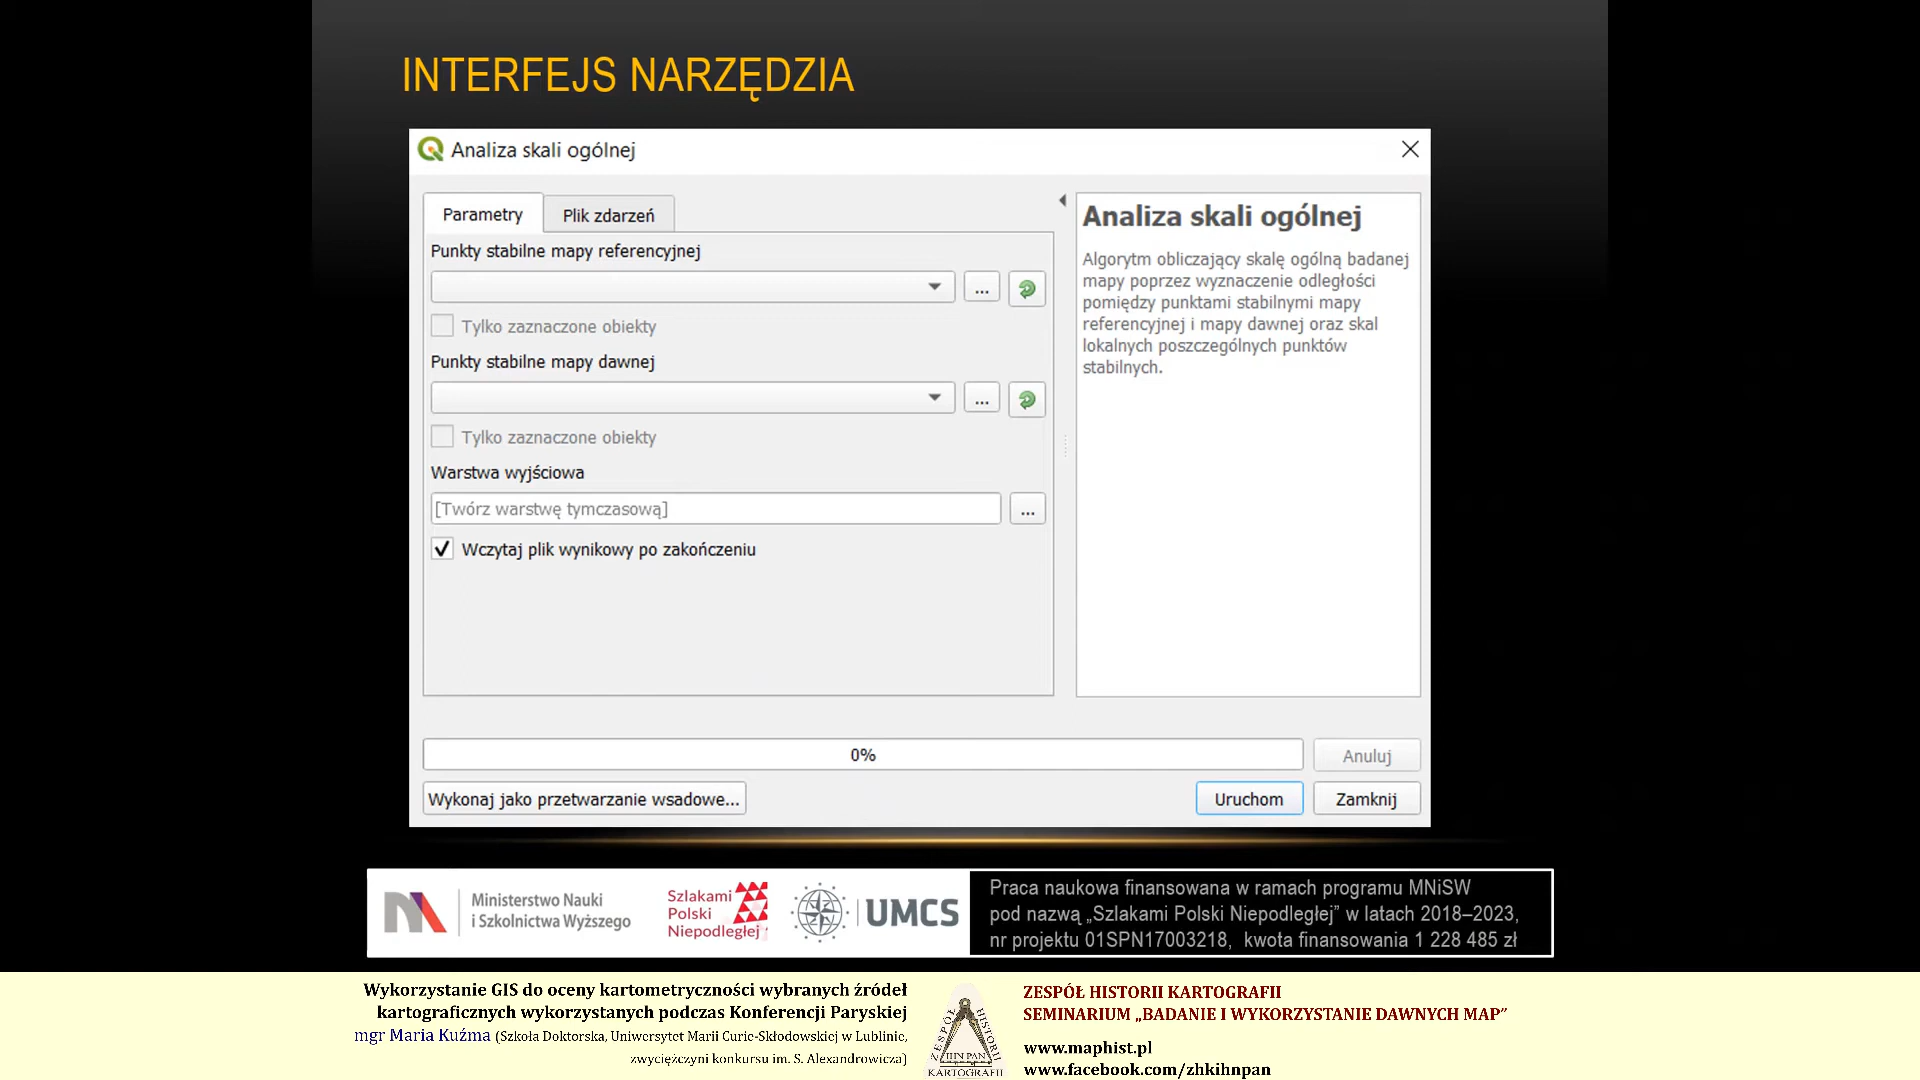 INTERFEJS NARZĘDZIA
Analiza skali ogólnej
Parametry
Plik zdarzeń
Punkty stabilne mapy referencyjnej
...
Tylko zaznaczone obiekty
Punkty stabilne mapy dawnej
...
Tylko zaznaczone obiekty
Warstwa wyjściowa
[Twórz warstwę tymczasową]
...
Wczytaj plik wynikowy po zakończeniu
Analiza skali ogólnej
Algorytm obliczający skalę ogólną badanej
mapy poprzez wyznaczenie odległości
pomiędzy punktami stabilnymi mapy
referencyjnej i mapy dawnej oraz skal
lokalnych poszczególnych punktów
stabilnych.
0%
Anuluj
Wykonaj jako przetwarzanie wsadowe...
Uruchom
Zamknij
Ministerstwo Nauki
i Szkolnictwa Wyższego
Szlakami
Polski
Niepodległej
UMCS
Praca naukowa finansowana w ramach programu MNiSW
pod nazwą „Szlakami Polski Niepodległej” w latach 2018–2023,
nr projektu 01SPN17003218, kwota finansowania 1 228 485 zł
Wykorzystanie GIS do oceny kartometryczności wybranych źródeł
kartograficznych wykorzystanych podczas Konferencji Paryskiej
mgr Maria Kuźma (Szkoła Doktorska, Uniwersytet Marii Curie-Skłodowskiej w Lublinie,
zwyciężczyni konkursu im. S. Alexandrowicza)
ZESPÓŁ HISTORII
IHN PAN
KARTOGRAFII
ZESPÓŁ HISTORII KARTOGRAFII
SEMINARIUM „BADANIE I WYKORZYSTANIE DAWNYCH MAP”
www.maphist.pl
www.facebook.com/zhkihnpan